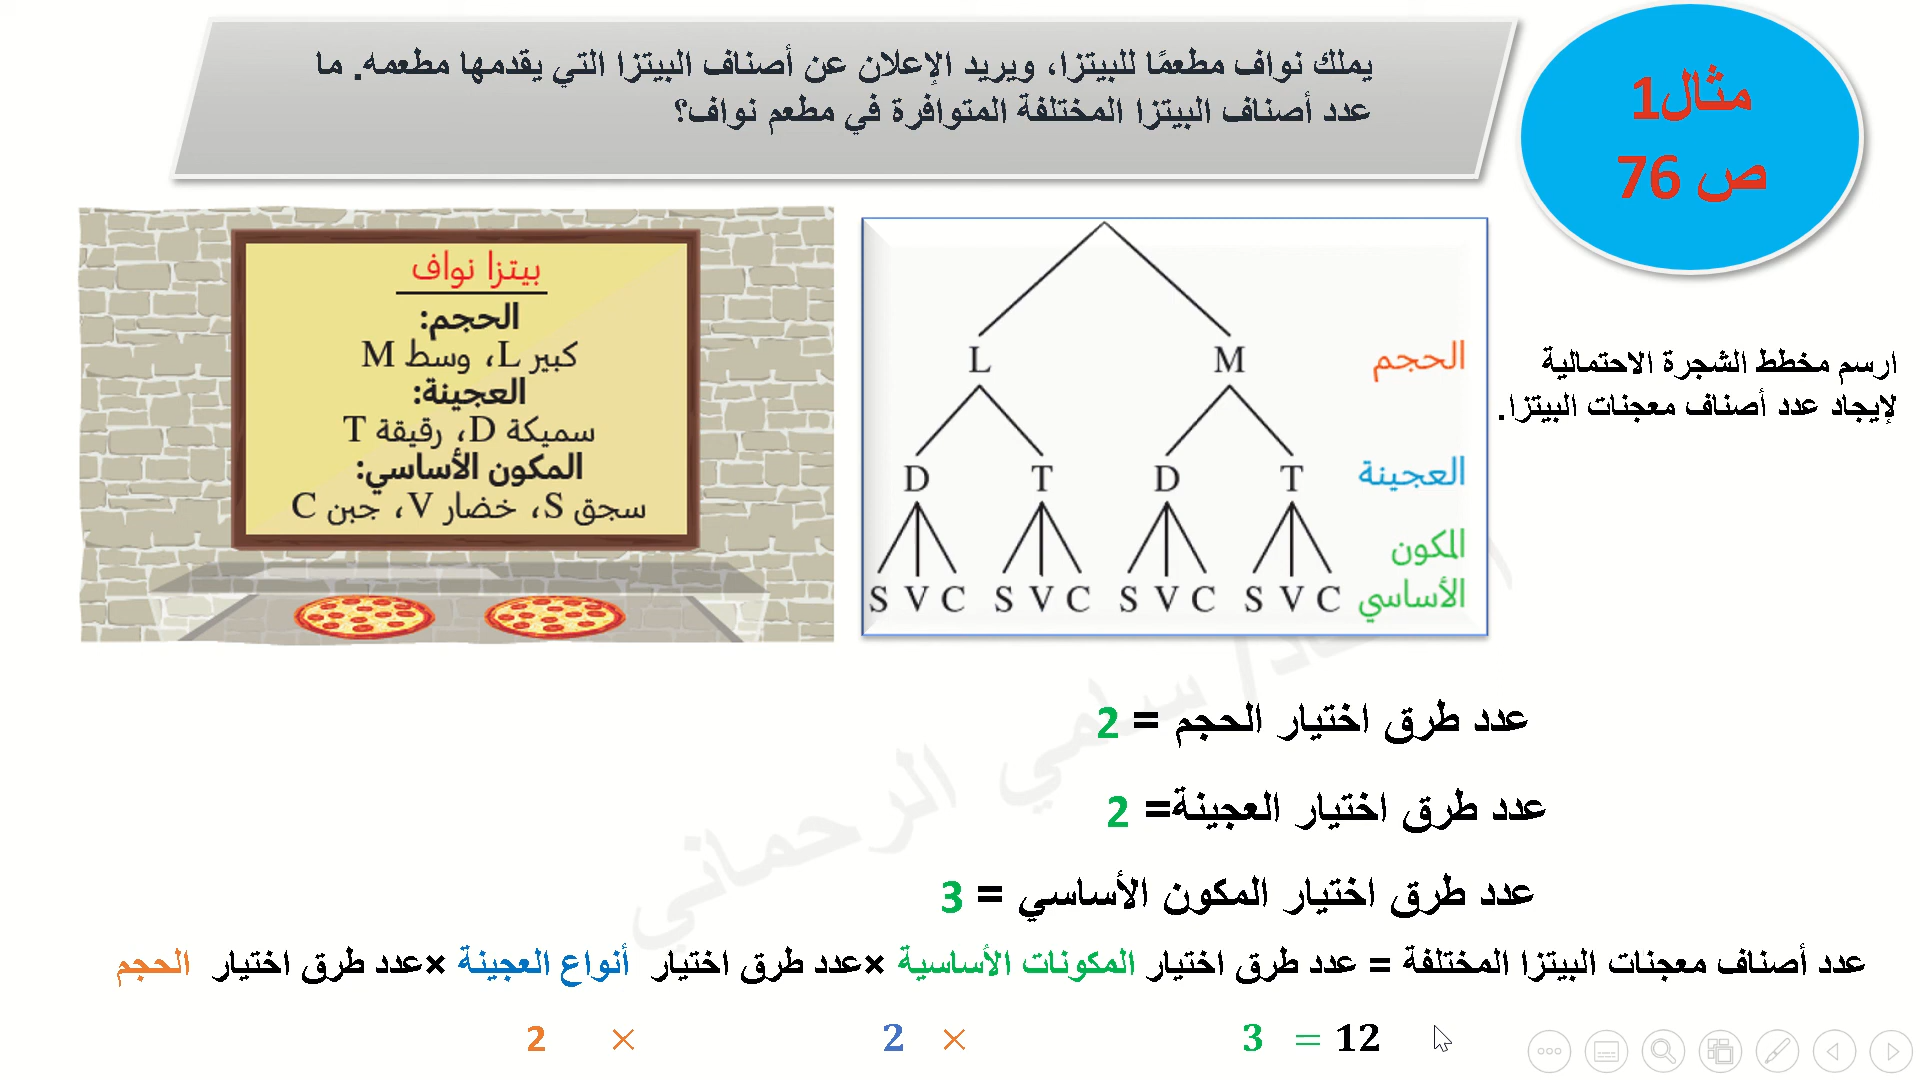 يملك نواف مطعمًا للبيتزا، ويريد الإعلان عن أصناف البيتزا التي يقدمها مطعمه. ما
عدد أصناف البيتزا المختلفة المتوافرة في مطعم نواف؟
مثال1
ص 76
بيتزا نواف
الحجم:
كبير L، وسط M
العجينة:
سميكة D، رقيقة T
المكون الأساسي:
سجق S، خضار V، جبن C
L M الحجم
D T D T العجينة
المكون
S V C S V C S V C S V C الأساسي
ارسم مخطط الشجرة الاحتمالية
لإيجاد عدد أصناف معجنات البيتزا.
سلمي الرحماني
عدد طرق اختيار الحجم = 2
عدد طرق اختيار العجينة= 2
عدد طرق اختيار المكون الأساسي = 3
عدد أصناف معجنات البيتزا المختلفة = عدد طرق اختيار المكونات الأساسية ×عدد طرق اختيار أنواع العجينة ×عدد طرق اختيار الحجم
2 × 2 × 3 = 12